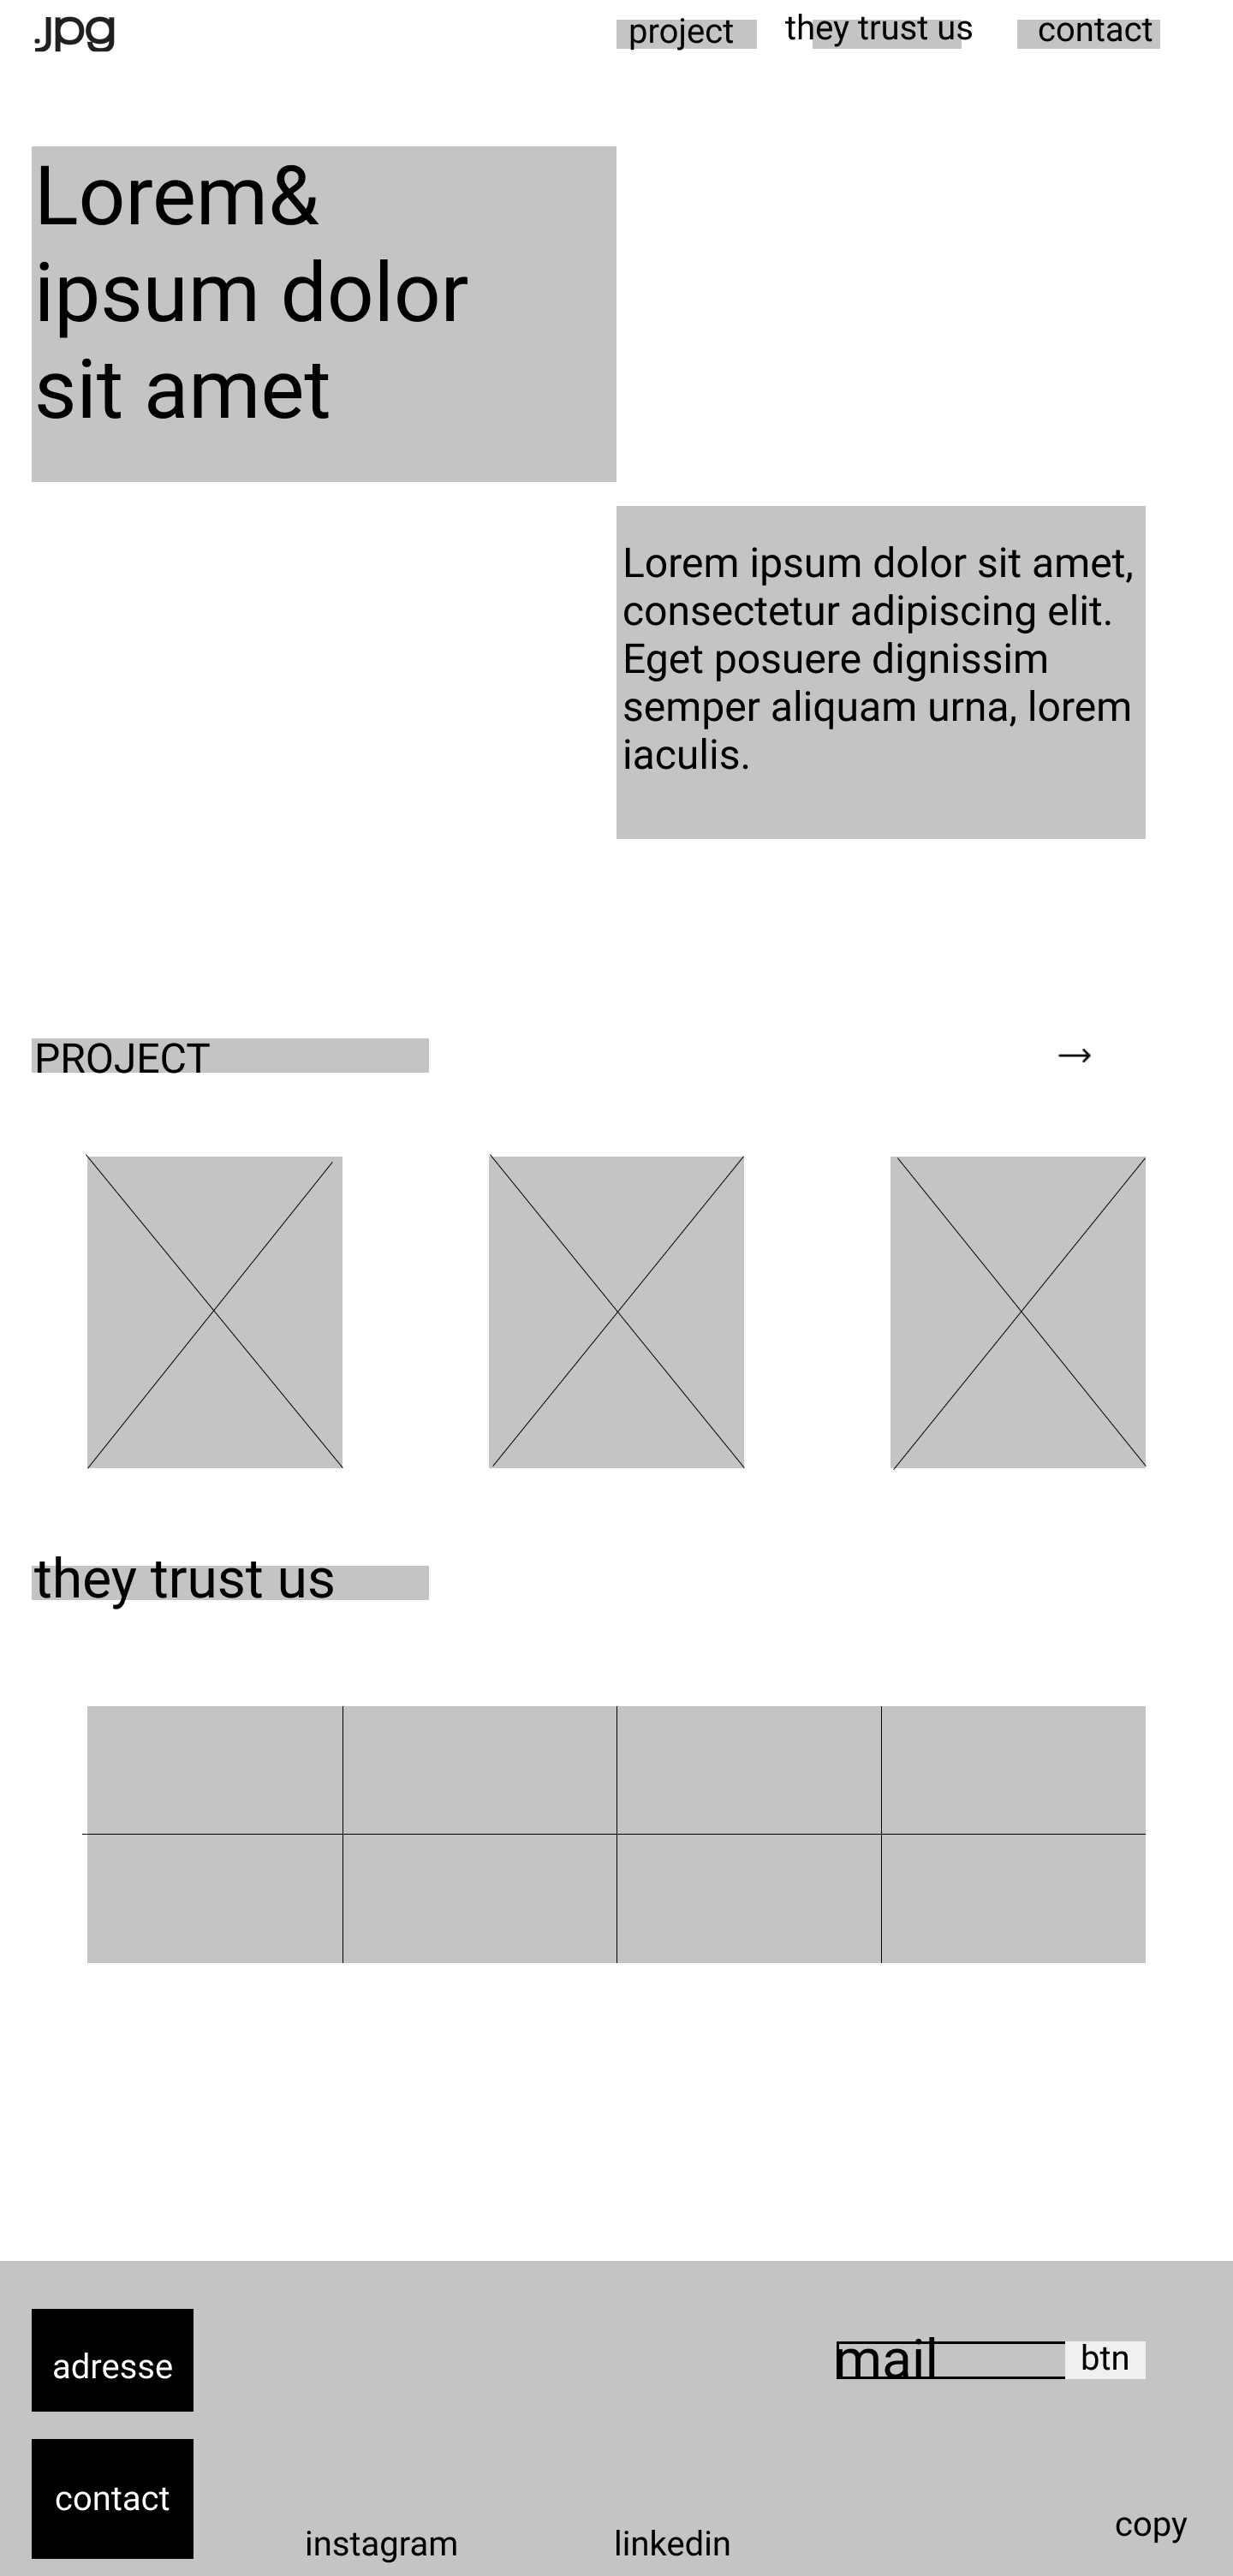 .jpg
project
they trust us
contact
Lorem&
ipsum dolor
sit amet
Lorem ipsum dolor sit amet,
consectetur adipiscing elit.
Eget posuere dignissim
semper aliquam urna, lorem
iaculis.
PROJECT
they trust us
adresse
mail
btn
contact
instagram
linkedin
copy